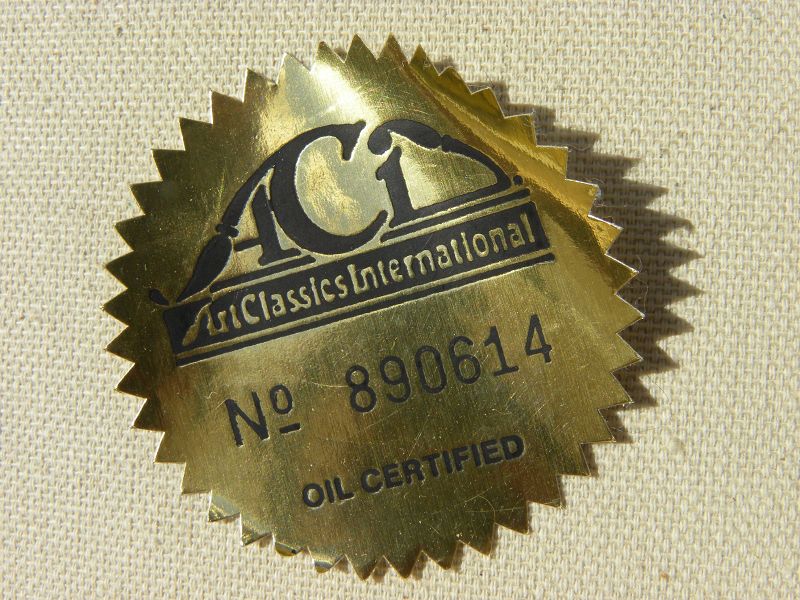 ACI
ArtClassicsInternational
Nº 890614
OIL CERTIFIED